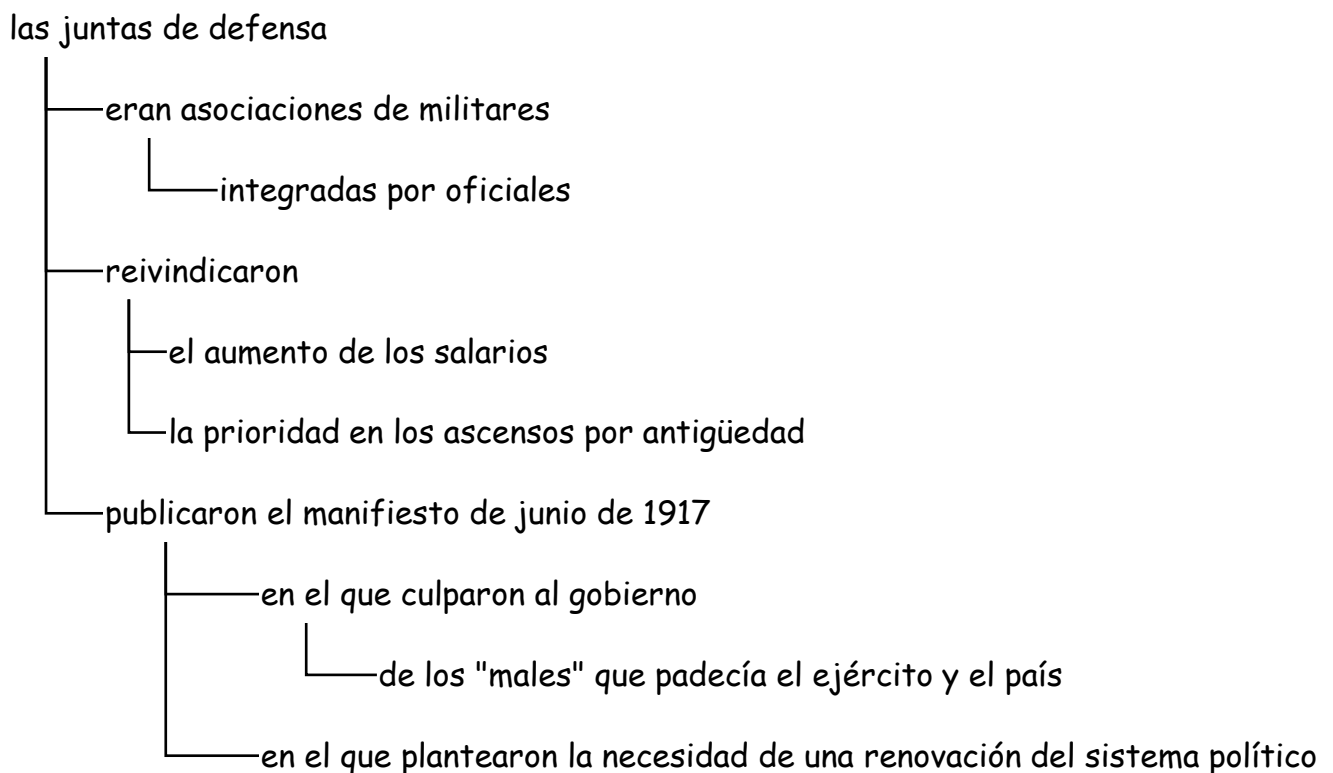 las juntas de defensa
eran asociaciones de militares
integradas por oficiales
reivindicaron
el aumento de los salarios
la prioridad en los ascensos por antigüedad
publicaron el manifiesto de junio de 1917
en el que culparon al gobierno
de los "males" que padecía el ejército y el país
en el que plantearon la necesidad de una renovación del sistema político